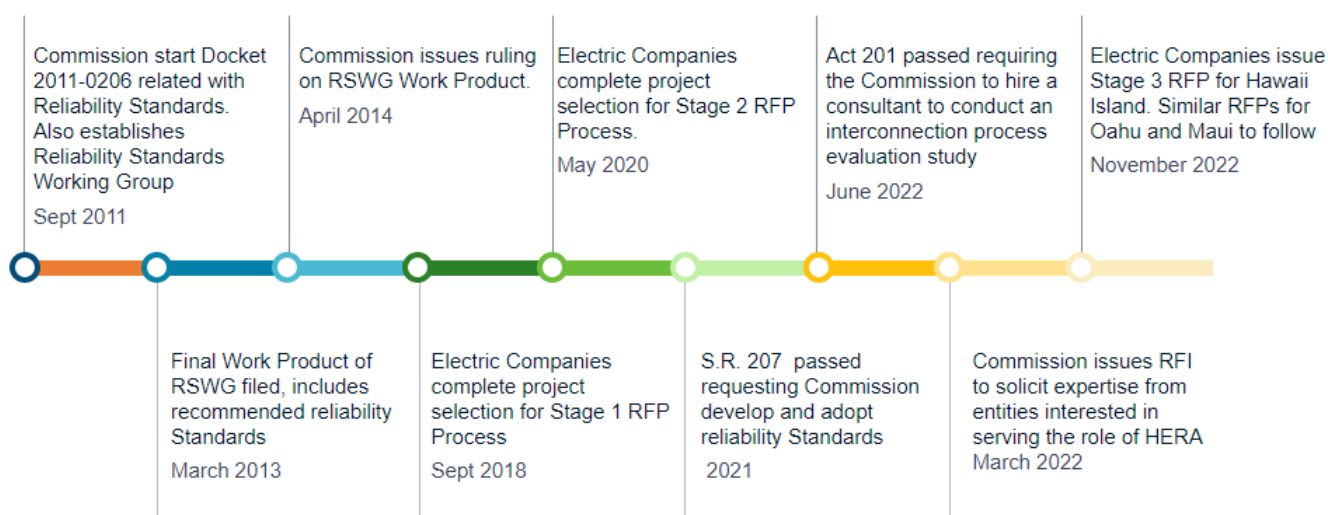 Commission start Docket
2011-0206 related with
Reliability Standards.
Also establishes
Reliability Standards
Working Group
Sept 2011
Commission issues ruling
on RSWG Work Product.
April 2014
Electric Companies
complete project
selection for Stage 2 RFP
Process.
May 2020
Act 201 passed requiring
the Commission to hire a
consultant to conduct an
interconnection process
evaluation study
June 2022
Electric Companies issue
Stage 3 RFP for Hawaii
Island. Similar RFPs for
Oahu and Maui to follow
November 2022
Final Work Product of
RSWG filed, includes
recommended reliability
Standards
March 2013
Electric Companies
complete project
selection for Stage 1 RFP
Process
Sept 2018
S.R. 207 passed
requesting Commission
develop and adopt
reliability Standards
2021
Commission issues RFI
to solicit expertise from
entities interested in
serving the role of HERA
March 2022